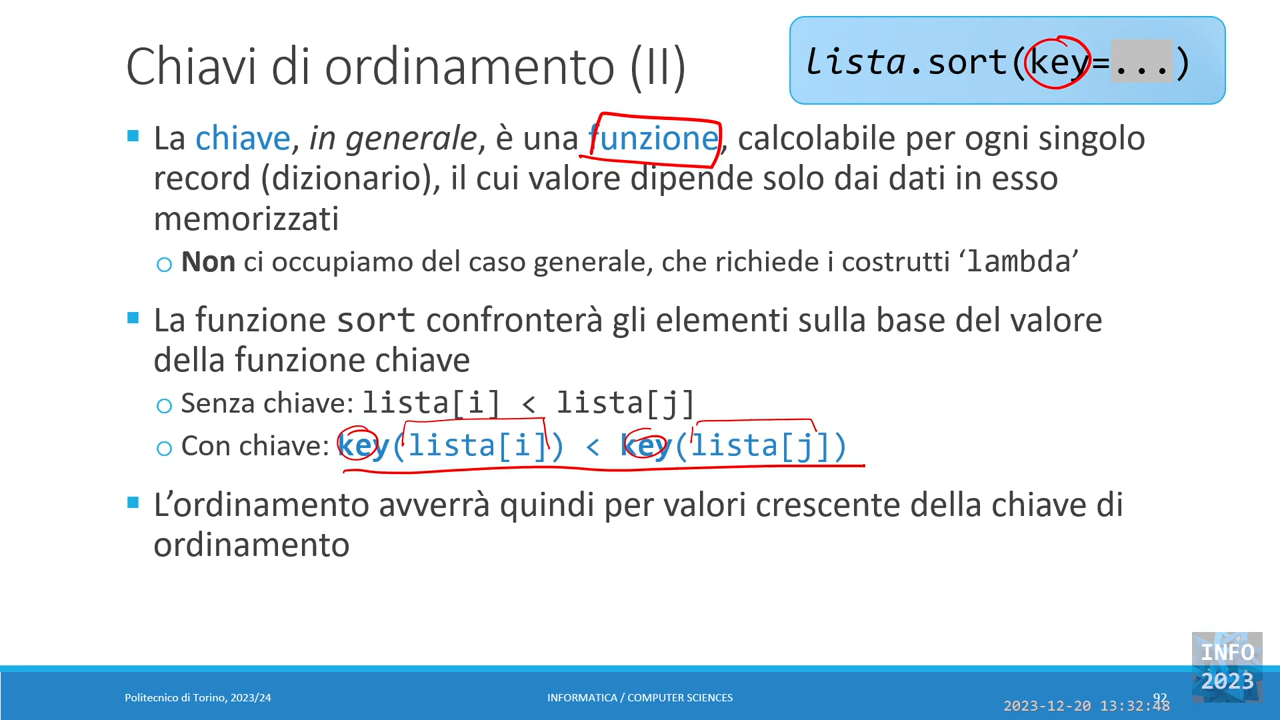 Chiavi di ordinamento (II)
lista.sort(key=...)
▪ La chiave, in generale, è una funzione, calcolabile per ogni singolo
record (dizionario), il cui valore dipende solo dai dati in esso
memorizzati
o Non ci occupiamo del caso generale, che richiede i costrutti ‘lambda’
▪ La funzione sort confronterà gli elementi sulla base del valore
della funzione chiave
o Senza chiave: lista[i] < lista[j]
o Con chiave: key(lista[i]) < key(lista[j])
▪ L’ordinamento avverrà quindi per valori crescente della chiave di
ordinamento
INFO
2023
Politecnico di Torino, 2023/24
INFORMATICA / COMPUTER SCIENCES
92
2023-12-20 13:32:48